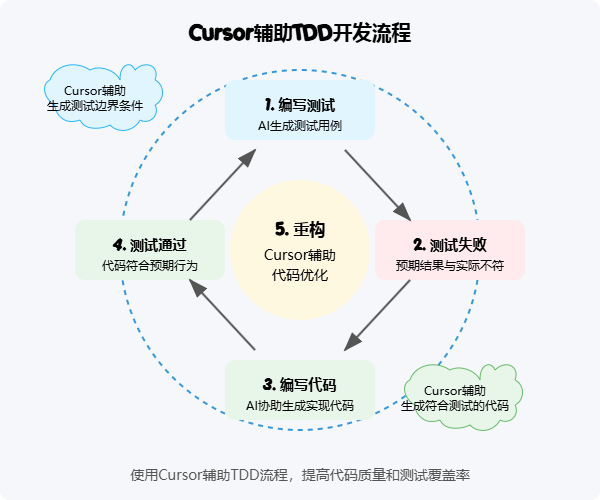 Cursor辅助TDD开发流程
Cursor辅助
生成测试边界条件
1. 编写测试
AI生成测试用例
4. 测试通过
代码符合预期行为
5. 重构
Cursor辅助
代码优化
2. 测试失败
预期结果与实际不符
3. 编写代码
AI协助生成实现代码
Cursor辅助
生成符合测试的代码
使用Cursor辅助TDD流程，提高代码质量和测试覆盖率